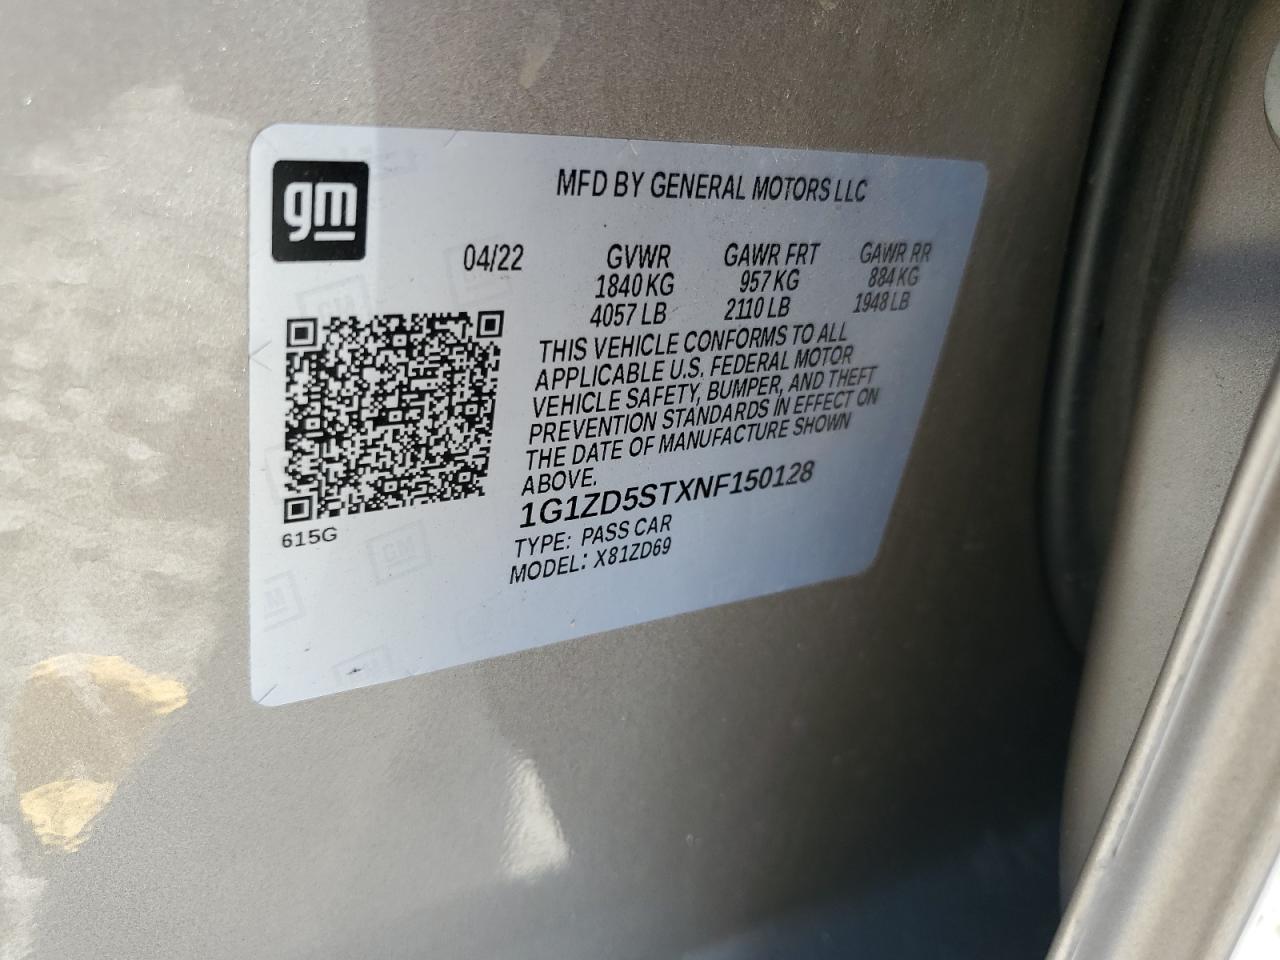 gm
MFD BY GENERAL MOTORS LLC
04/22 GVWR GAWR FRT GAWR RR
1840 KG 957 KG 884 KG
4057 LB 2110 LB 1948 LB
THIS VEHICLE CONFORMS TO ALL
APPLICABLE U.S. FEDERAL MOTOR
VEHICLE SAFETY, BUMPER, AND THEFT
PREVENTION STANDARDS IN EFFECT ON
THE DATE OF MANUFACTURE SHOWN
ABOVE.
1G1ZD5STXNF150128
TYPE: PASS CAR
MODEL: X81ZD69
615G
GM